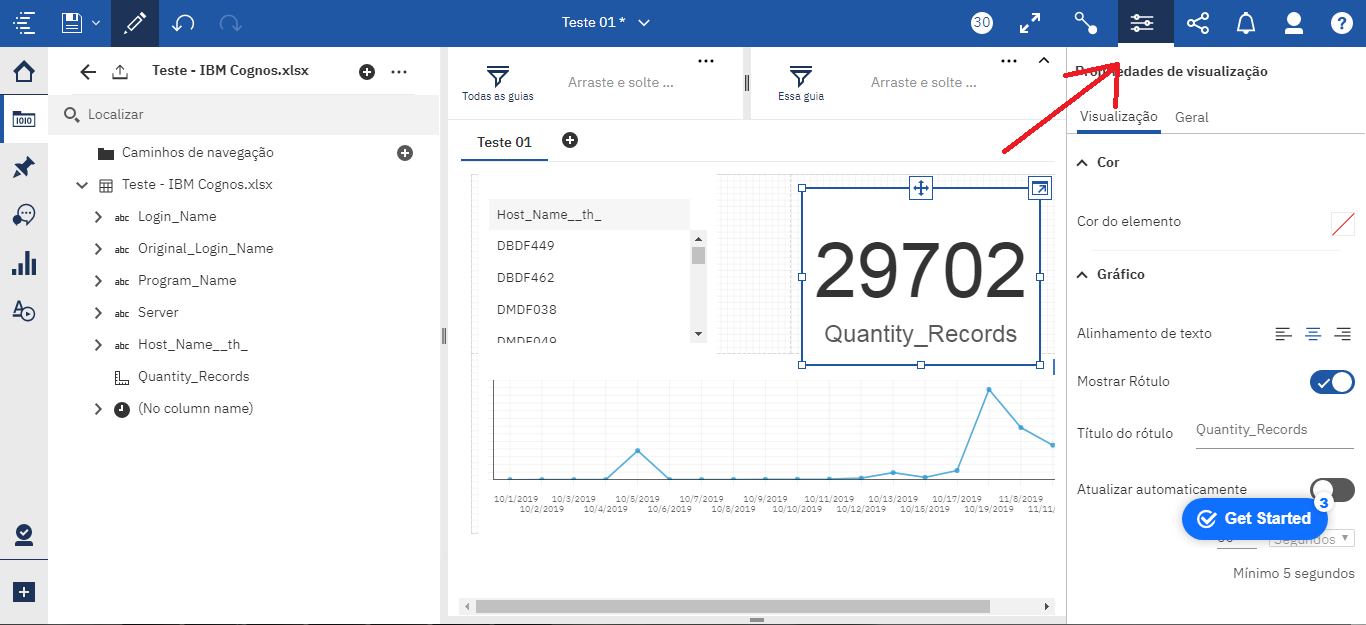 Teste 01 *
30
?
Teste - IBM Cognos.xlsx
Localizar
Caminhos de navegação
Teste - IBM Cognos.xlsx
abc Login_Name
abc Original_Login_Name
abc Program_Name
abc Server
abc Host_Name__th_
Quantity_Records
(No column name)
Todas as guias
Arraste e solte ...
Essa guia
Arraste e solte ...
Teste 01
Host_Name__th_
DBDF449
DBDF462
DMDF038
DMDF049
29702
Quantity_Records
10/1/2019 10/3/2019 10/5/2019 10/7/2019 10/9/2019 10/11/2019 10/13/2019 10/17/2019 11/8/2019
10/2/2019 10/4/2019 10/6/2019 10/8/2019 10/10/2019 10/12/2019 10/15/2019 10/19/2019 11/11/
Propriedades de visualização
Visualização Geral
Cor
Cor do elemento
Gráfico
Alinhamento de texto
Mostrar Rótulo
Título do rótulo Quantity_Records
Atualizar automaticamente
3
Get Started
Segundos
Mínimo 5 segundos